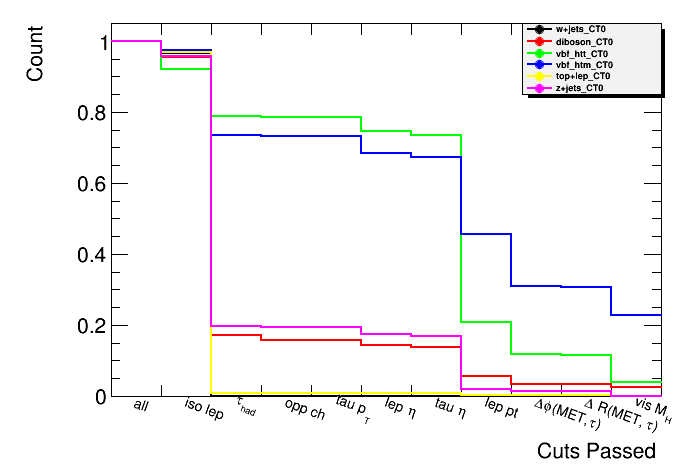 Count
1
0.8
0.6
0.4
0.2
0
w+jets_CT0
diboson_CT0
vbf_htt_CT0
vbf_htm_CT0
top+lep_CT0
z+jets_CT0
all
iso lep
τhad
opp ch
tau pT
lep η
tau η
lep pt
Δφ(MET,τ)
Δ R(MET, τ)
vis MH
Cuts Passed